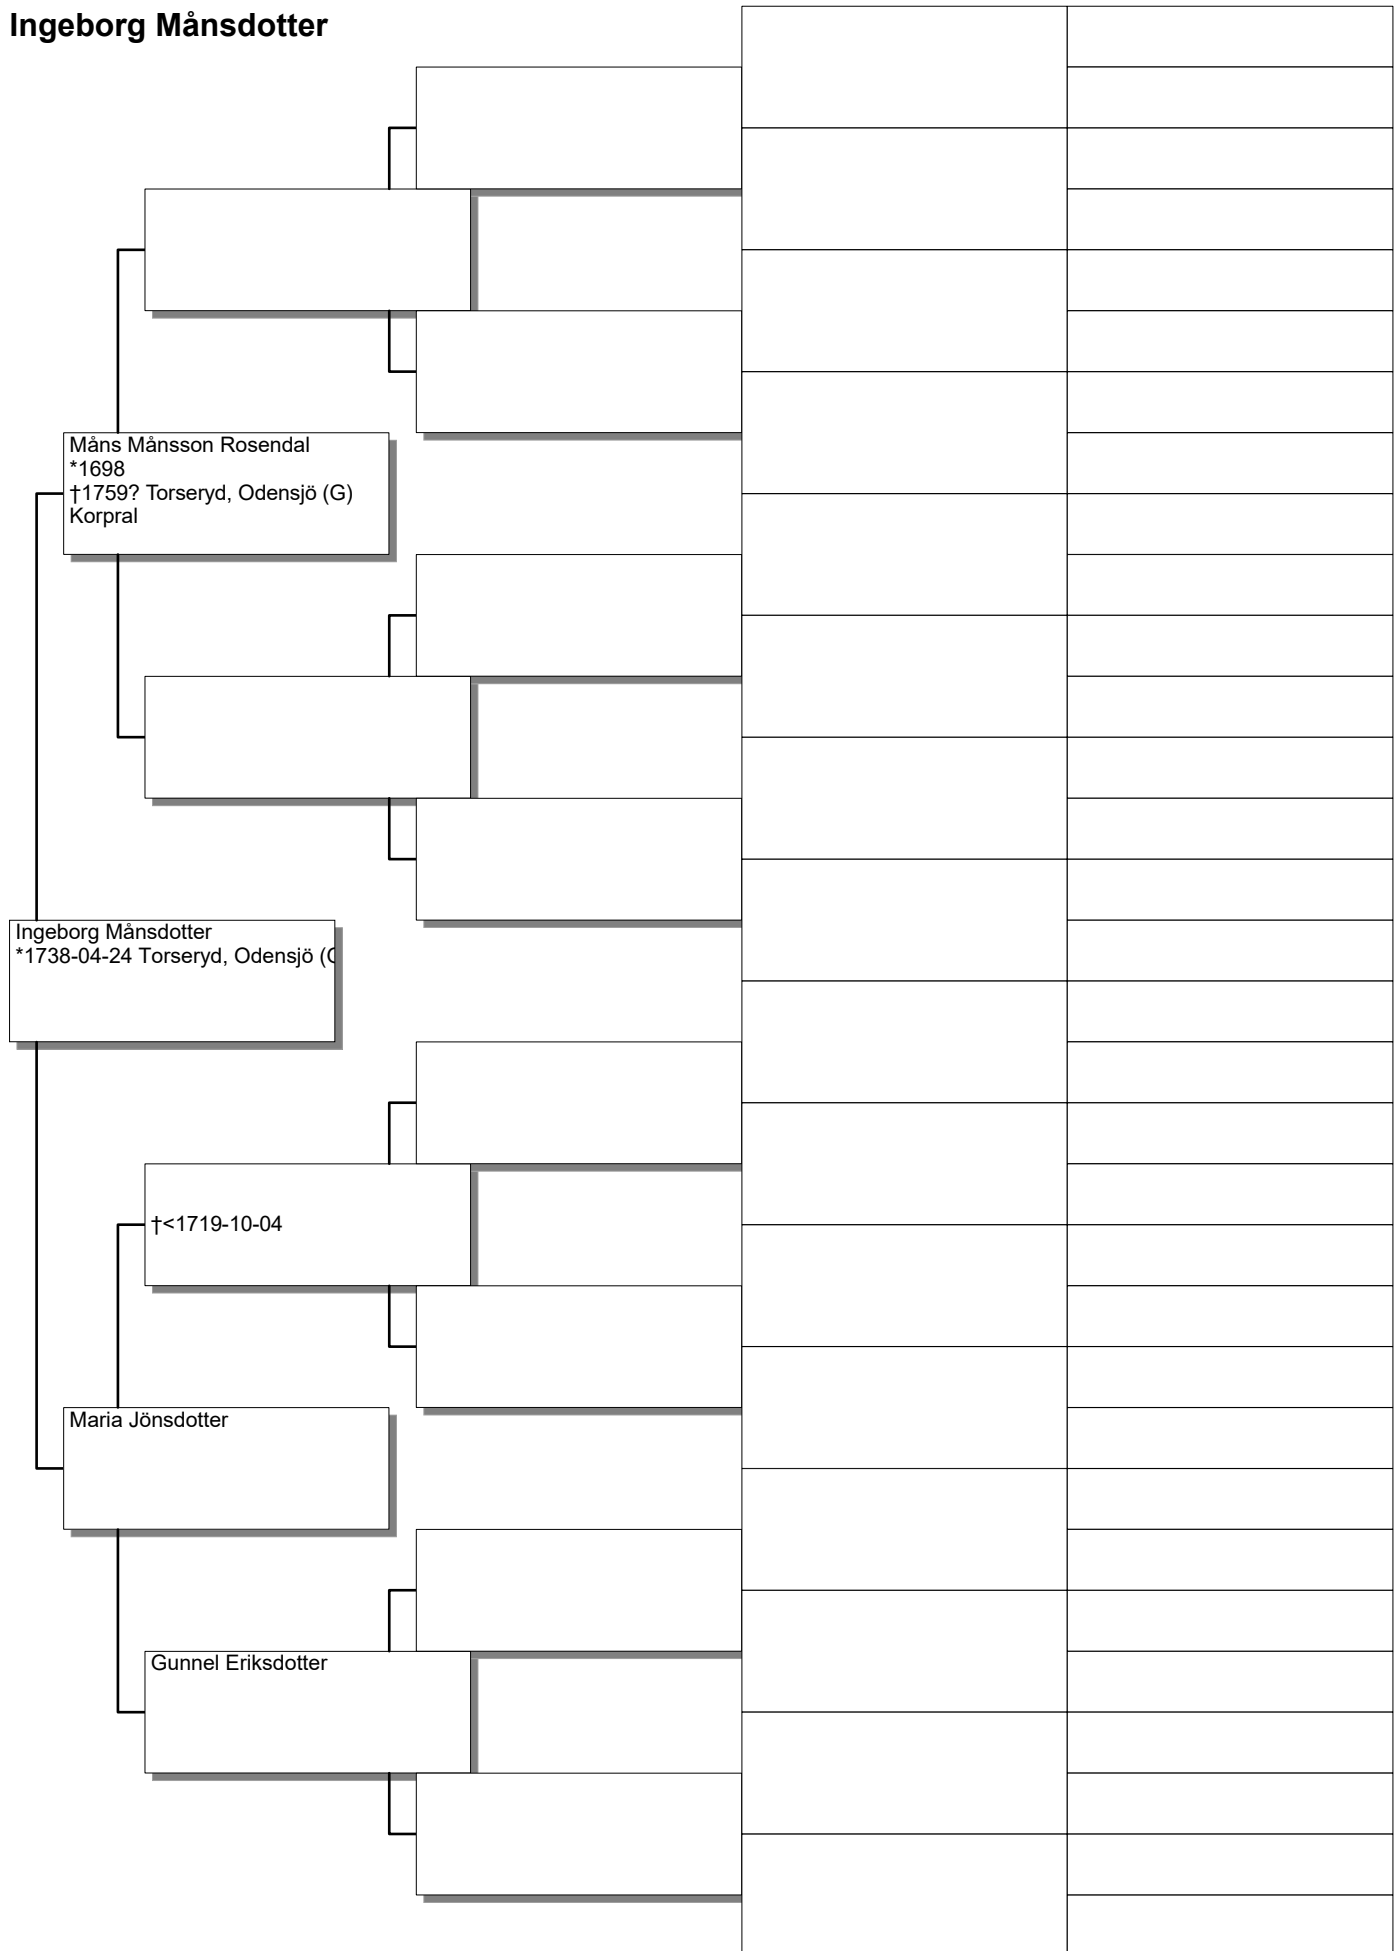 Ingeborg Månsdotter
Måns Månsson Rosendal
*1698
†1759? Torseryd, Odensjö (G)
Korpral
Ingeborg Månsdotter
*1738-04-24 Torseryd, Odensjö (
†<1719-10-04
Maria Jönsdotter
Gunnel Eriksdotter